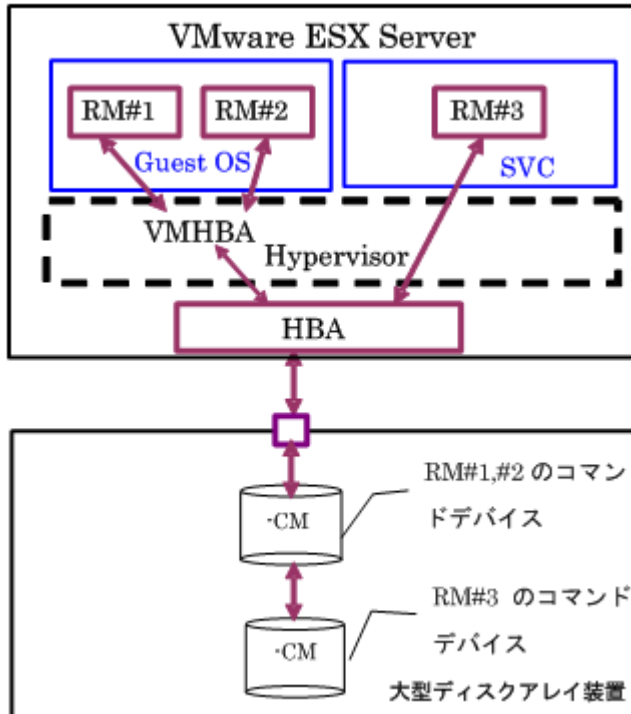 VMware ESX Server
RM#1
RM#2
RM#3
Guest OS
SVC
VMHBA
Hypervisor
HBA
RM#1,#2 のコマン
ドデバイス
-CM
RM#3 のコマンド
デバイス
-CM
大型ディスクアレイ装置